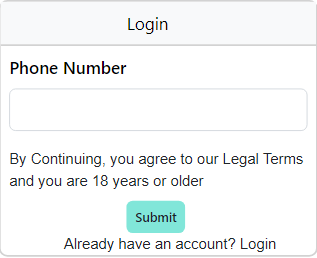 Login
Phone Number
By Continuing, you agree to our Legal Terms
and you are 18 years or older
Submit
Already have an account? Login